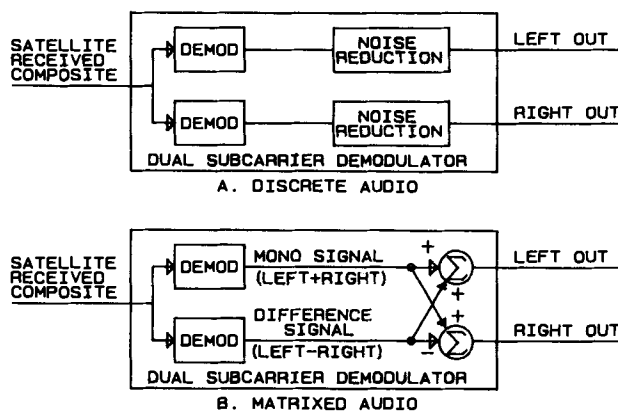 SATELLITE
RECEIVED
COMPOSITE
DEMOD
NOISE
REDUCTION
LEFT OUT
DEMOD
NOISE
REDUCTION
RIGHT OUT
DUAL SUBCARRIER DEMODULATOR
A. DISCRETE AUDIO
SATELLITE
RECEIVED
COMPOSITE
DEMOD
MONO SIGNAL
(LEFT+RIGHT)
+
Σ
LEFT OUT
+
+
DEMOD
DIFFERENCE
SIGNAL
(LEFT-RIGHT)
−
Σ
RIGHT OUT
DUAL SUBCARRIER DEMODULATOR
B. MATRIXED AUDIO